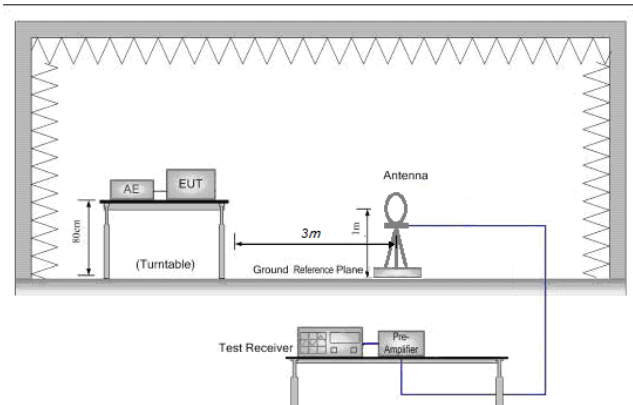 AE
EUT
Antenna
80cm
(Turntable)
3m
1m
Ground Reference Plane
Test Receiver
Pre-
Amplifier